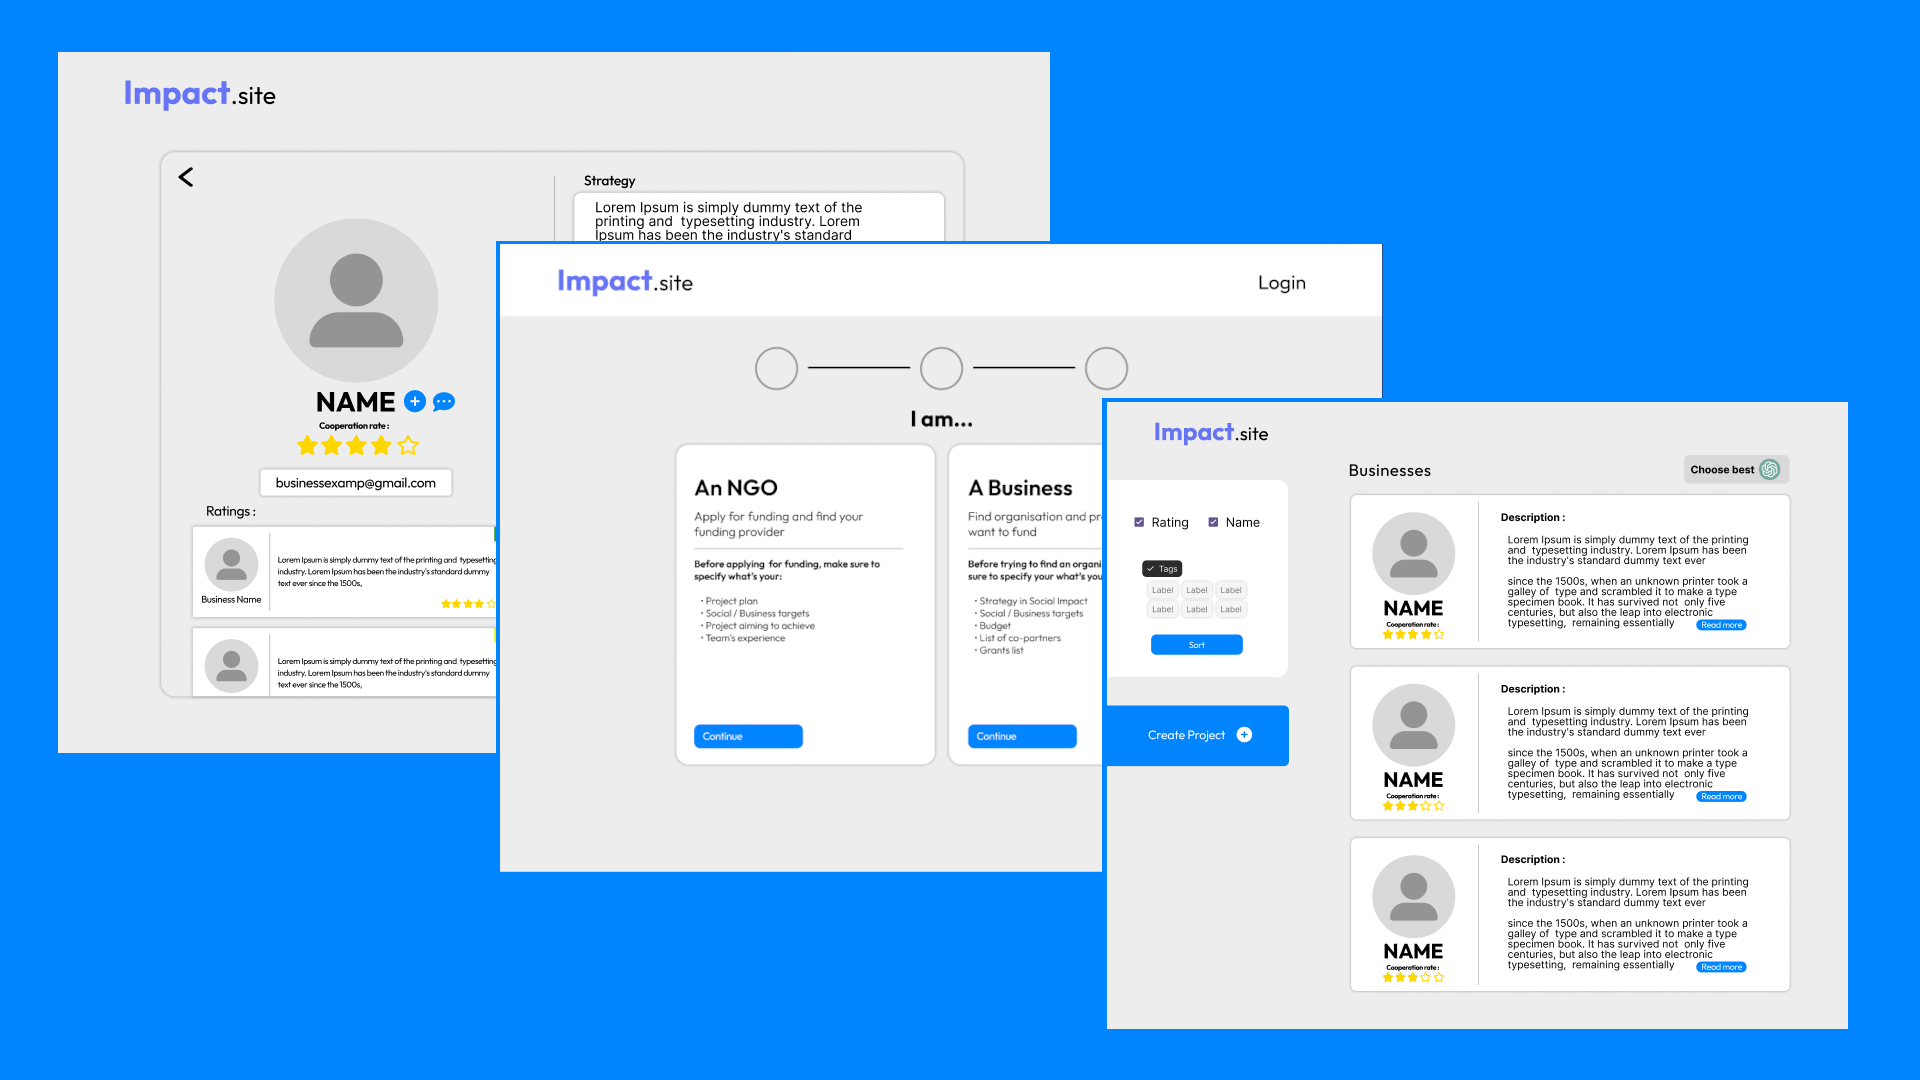 Impact.site
Strategy
Lorem Ipsum is simply dummy text of the
printing and typesetting industry. Lorem
Ipsum has been the industry's standard
NAME
Cooperation rate :
businessexamp@gmail.com
Ratings :
Lorem Ipsum is simply dummy text of the printing and typesetting
industry. Lorem Ipsum has been the industry's standard dummy
text ever since the 1500s,
Business Name
Lorem Ipsum is simply dummy text of the printing and typesetting
industry. Lorem Ipsum has been the industry's standard dummy
text ever since the 1500s,
Impact.site
Login
I am...
An NGO
Apply for funding and find your
funding provider
Before applying for funding, make sure to
specify what's your:
• Project plan
• Social / Business targets
• Project aiming to achieve
• Team's experience
Continue
A Business
Find organisation and pr
want to fund
Before trying to find an organi
sure to specify your what's you
• Strategy in Social Impact
• Social / Business targets
• Budget
• List of co-partners
• Grants list
Continue
Impact.site
Rating
Name
Tags
Label Label Label
Label Label Label
Sort
Create Project
Businesses
Choose best
NAME
Cooperation rate :
Description :
Lorem Ipsum is simply dummy text of the printing
and typesetting industry. Lorem Ipsum has been
the industry's standard dummy text ever
since the 1500s, when an unknown printer took a
galley of type and scrambled it to make a type
specimen book. It has survived not only five
centuries, but also the leap into electronic
typesetting, remaining essentially
Read more
NAME
Cooperation rate :
Description :
Lorem Ipsum is simply dummy text of the printing
and typesetting industry. Lorem Ipsum has been
the industry's standard dummy text ever
since the 1500s, when an unknown printer took a
galley of type and scrambled it to make a type
specimen book. It has survived not only five
centuries, but also the leap into electronic
typesetting, remaining essentially
Read more
NAME
Cooperation rate :
Description :
Lorem Ipsum is simply dummy text of the printing
and typesetting industry. Lorem Ipsum has been
the industry's standard dummy text ever
since the 1500s, when an unknown printer took a
galley of type and scrambled it to make a type
specimen book. It has survived not only five
centuries, but also the leap into electronic
typesetting, remaining essentially
Read more